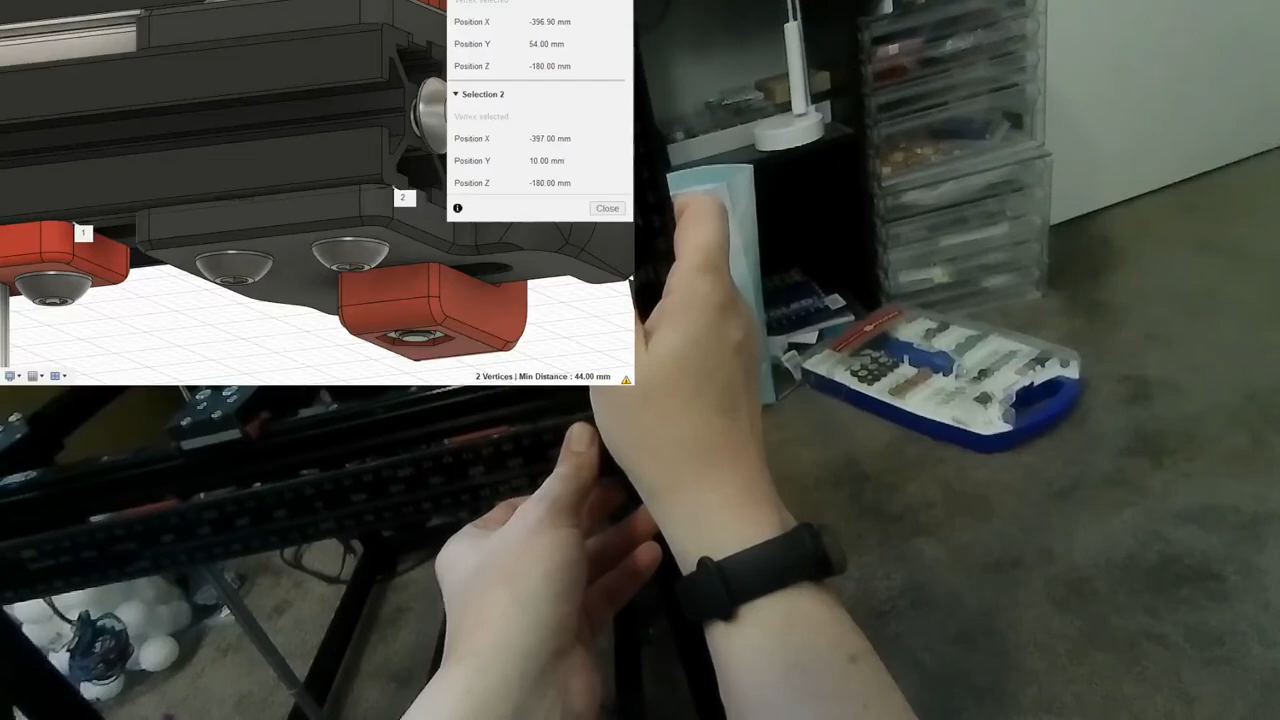 Vertex selected
Position X -396.90 mm
Position Y 54.00 mm
Position Z -180.00 mm
Selection 2
Vertex selected
Position X -397.00 mm
Position Y 10.00 mm
Position Z -180.00 mm
Close
1
2
2 Vertices | Min Distance : 44.00 mm